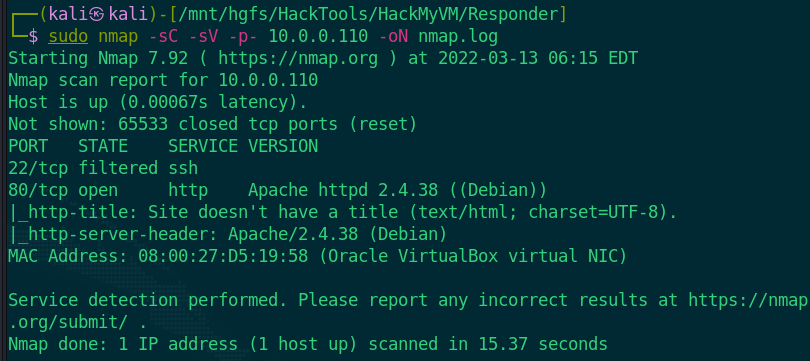 ┌──(kali㉿kali)-[/mnt/hgfs/HackTools/HackMyVM/Responder]
└─$ sudo nmap -sC -sV -p- 10.0.0.110 -oN nmap.log
Starting Nmap 7.92 ( https://nmap.org ) at 2022-03-13 06:15 EDT
Nmap scan report for 10.0.0.110
Host is up (0.00067s latency).
Not shown: 65533 closed tcp ports (reset)
PORT   STATE    SERVICE VERSION
22/tcp filtered ssh
80/tcp open     http    Apache httpd 2.4.38 ((Debian))
|_http-title: Site doesn't have a title (text/html; charset=UTF-8).
|_http-server-header: Apache/2.4.38 (Debian)
MAC Address: 08:00:27:D5:19:58 (Oracle VirtualBox virtual NIC)

Service detection performed. Please report any incorrect results at https://nmap
.org/submit/ .
Nmap done: 1 IP address (1 host up) scanned in 15.37 seconds